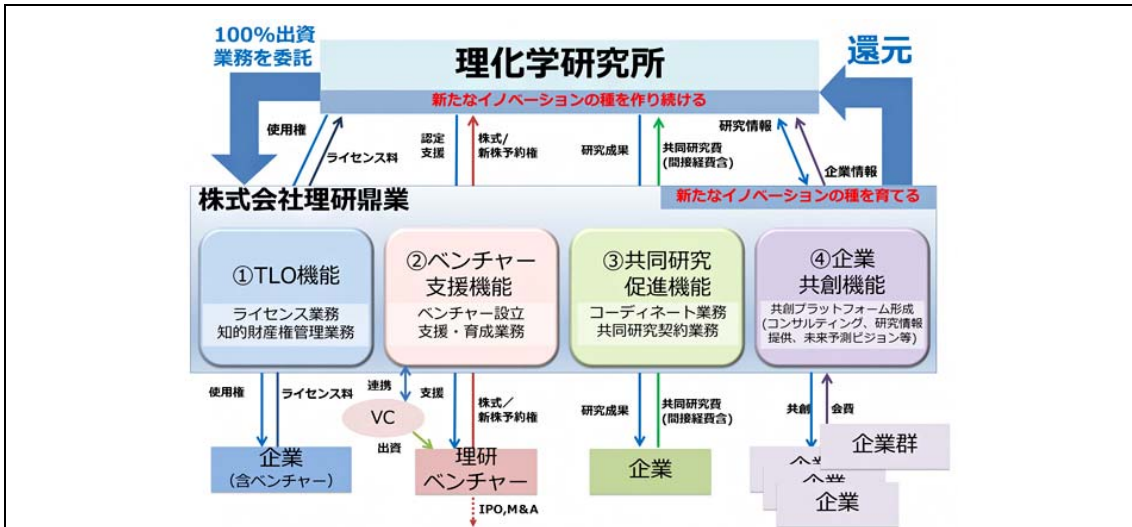 100%出資
業務を委託
理化学研究所
還元
新たなイノベーションの種を作り続ける
使用権
ライセンス料
認定
支援
株式/
新株予約権
研究成果
共同研究費
(間接経費含)
研究情報
企業情報
株式会社理研鼎業
新たなイノベーションの種を育てる
①TLO機能
ライセンス業務
知的財産権管理業務
②ベンチャー
支援機能
ベンチャー設立
支援・育成業務
③共同研究
促進機能
コーディネート業務
共同研究契約業務
④企業
共創機能
共創プラットフォーム形成
(コンサルティング、研究情報
提供、未来予測ビジョン等)
使用権
ライセンス料
連携
支援
株式/
新株予約権
研究成果
共同研究費
(間接経費含)
共創
会費
VC
出資
企業
（含ベンチャー）
理研
ベンチャー
企業
企業群
企業
企業
企業
IPO,M&A